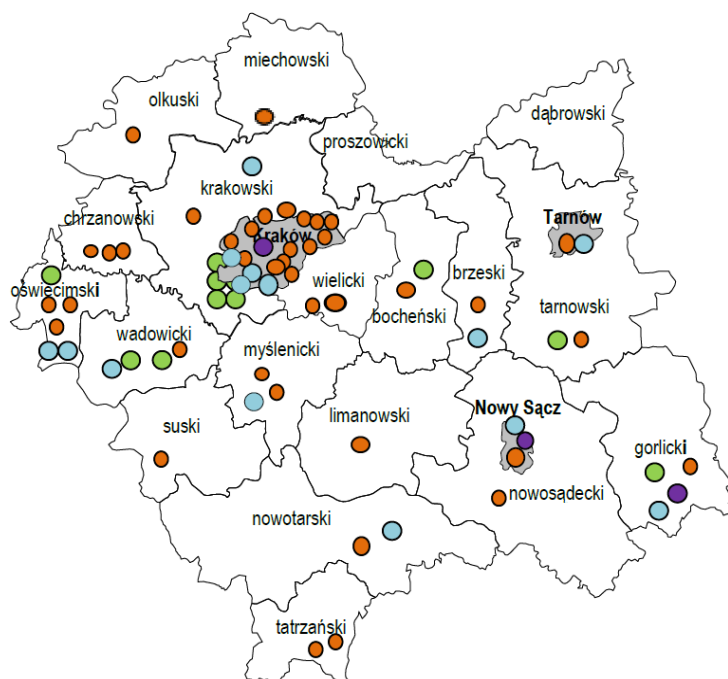 miechowski
olkuski
dąbrowski
proszowicki
krakowski
chrzanowski
Tarnów
Kraków
oświęcimski
wielicki
brzeski
bocheński
tarnowski
wadowicki
myślenicki
limanowski
Nowy Sącz
suski
gorlicki
nowosądecki
nowotarski
tatrzański